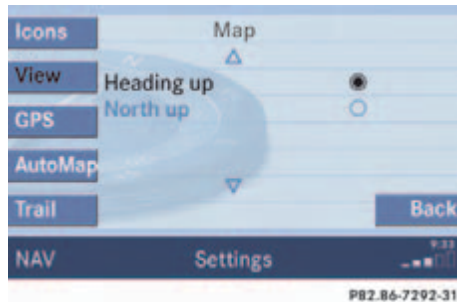 Icons
Map
View
Heading up
North up
GPS
AutoMap
Trail
Back
NAV
Settings
9:33
P82.86-7292-31